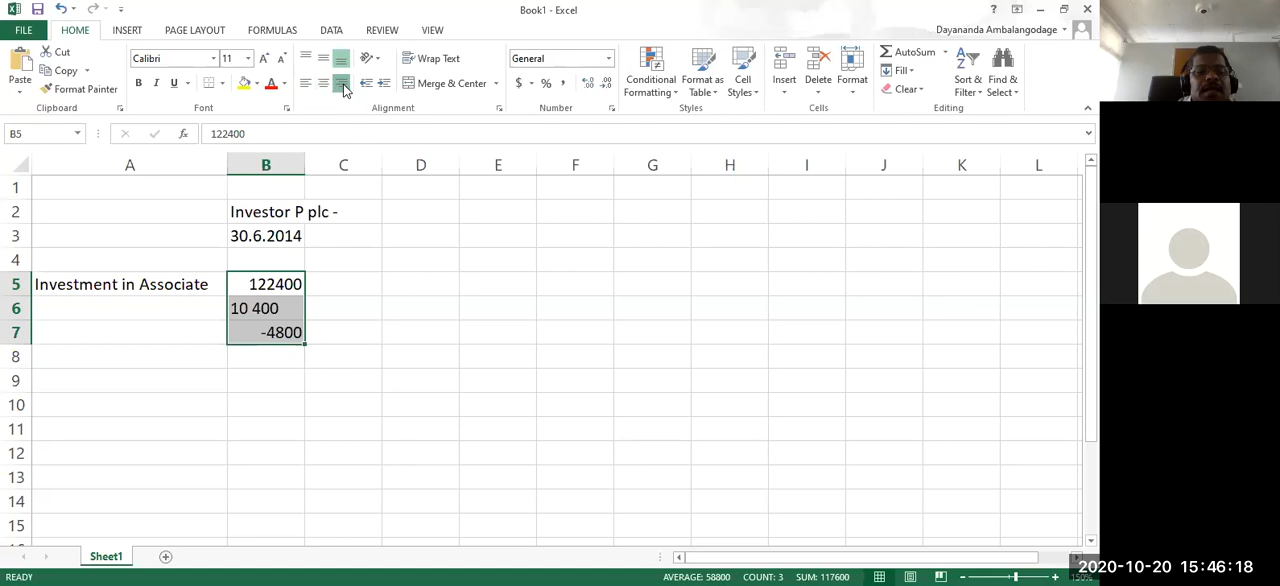 Book1 - Excel
FILE HOME INSERT PAGE LAYOUT FORMULAS DATA REVIEW VIEW Dayananda Ambalangodage
Paste Cut Copy Format Painter Clipboard
Calibri 11 B I U A Font
Wrap Text Merge & Center Alignment
General $ % , Number
Conditional Formatting Format as Table Cell Styles Styles
Insert Delete Format Cells
AutoSum Fill Clear Sort & Filter Find & Select Editing
B5 fx 122400
A B C D E F G H I J K L
1
2 Investor P plc -
3 30.6.2014
4
5 Investment in Associate 122400
6 10 400
7 -4800
8
9
10
11
12
13
14
15
Sheet1
READY AVERAGE: 58800 COUNT: 3 SUM: 117600 150%
2020-10-20 15:46:18